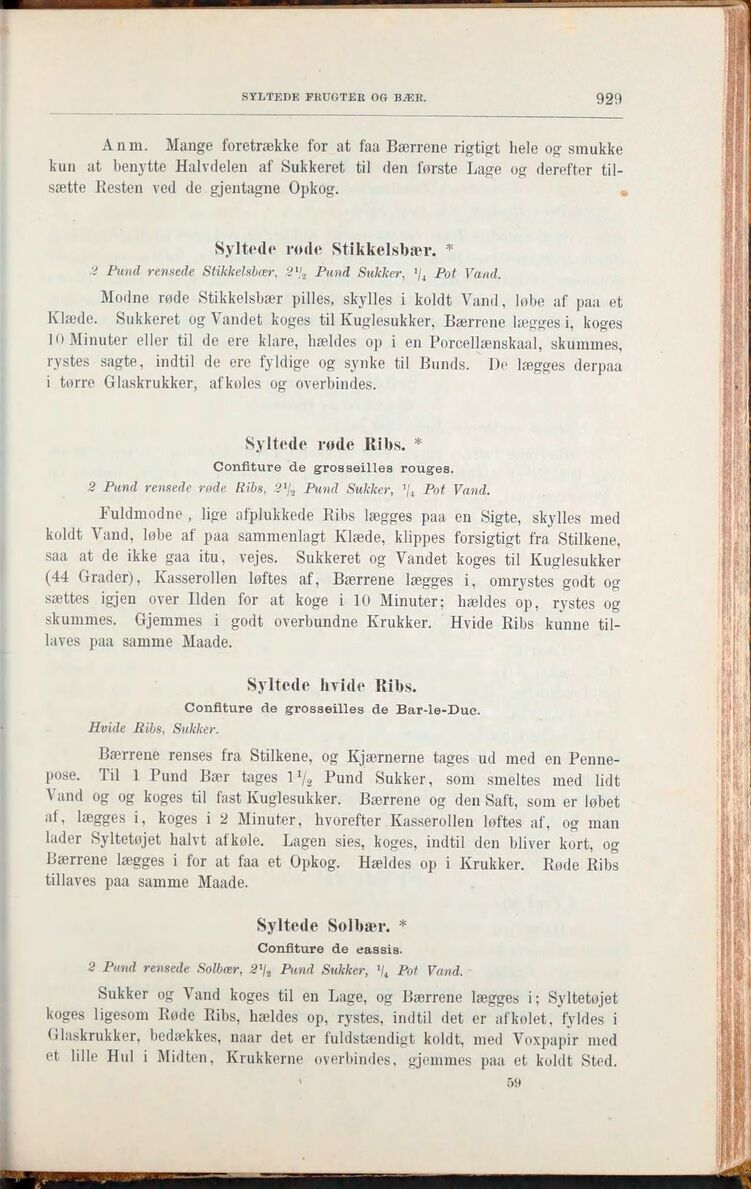 SYLTEDE FRUGTER OG BÆR. 929
Anm. Mange foretrække for at faa Bærrene rigtigt hele og smukke
kun at benytte Halvdelen af Sukkeret til den første Lage og derefter til-
sætte Resten ved de gjentagne Opkog.
Syltede røde Stikkelsbær. *
2 Pund rensede Stikkelsbær, 2 1/2 Pund Sukker, 1/4 Pot Vand.
Modne røde Stikkelsbær pilles, skylles i koldt Vand, løbe af paa et
Klæde. Sukkeret og Vandet koges til Kuglesukker, Bærrene lægges i, koges
10 Minuter eller til de ere klare, hældes op i en Porcellænskaal, skummes,
rystes sagte, indtil de ere fyldige og synke til Bunds. De lægges derpaa
i tørre Glaskrukker, afkøles og overbindes.
Syltede røde Ribs. *
Confiture de grosseilles rouges.
2 Pund rensede røde Ribs, 2 1/2 Pund Sukker, 1/4 Pot Vand.
Fuldmodne, lige afplukkede Ribs lægges paa en Sigte, skylles med
koldt Vand, løbe af paa sammenlagt Klæde, klippes forsigtigt fra Stilkene,
saa at de ikke gaa itu, vejes. Sukkeret og Vandet koges til Kuglesukker
(44 Grader), Kasserollen løftes af, Bærrene lægges i, omrystes godt og
sættes igjen over Ilden for at koge i 10 Minuter; hældes op, rystes og
skummes. Gjemmes i godt overbundne Krukker. Hvide Ribs kunne til-
laves paa samme Maade.
Syltede hvide Ribs.
Confiture de grosseilles de Bar-le-Duc.
Hvide Ribs, Sukker.
Bærrene renses fra Stilkene, og Kjærnerne tages ud med en Penne-
pose. Til 1 Pund Bær tages 1 1/2 Pund Sukker, som smeltes med lidt
Vand og og koges til fast Kuglesukker. Bærrene og den Saft, som er løbet
af, lægges i, koges i 2 Minuter, hvorefter Kasserollen løftes af, og man
lader Syltetøjet halvt afkøle. Lagen sies, koges, indtil den bliver kort, og
Bærrene lægges i for at faa et Opkog. Hældes op i Krukker. Røde Ribs
tillaves paa samme Maade.
Syltede Solbær. *
Confiture de cassis.
2 Pund rensede Solbær, 2 1/2 Pund Sukker, 1/4 Pot Vand.
Sukker og Vand koges til en Lage, og Bærrene lægges i; Syltetøjet
koges ligesom Røde Ribs, hældes op, rystes, indtil det er afkølet, fyldes i
Glaskrukker, bedækkes, naar det er fuldstændigt koldt, med Voxpapir med
et lille Hul i Midten, Krukkerne overbindes, gjemmes paa et koldt Sted.
59